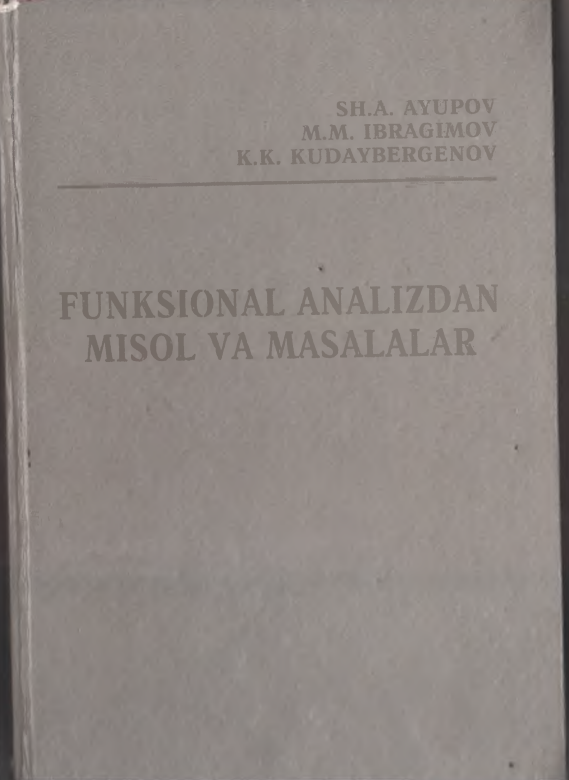 SH.A. AYUPOV
M.M. IBRAGIMOV
K.K. KUDAYBERGENOV
FUNKSIONAL ANALIZDAN
MISOL VA MASALALAR